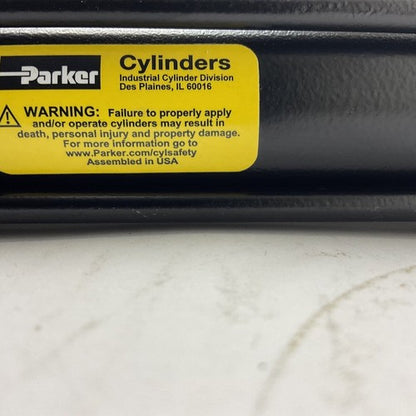 Parker
Cylinders
Industrial Cylinder Division
Des Plaines, IL 60016
WARNING: Failure to properly apply
and/or operate cylinders may result in
death, personal injury and property damage.
For more information go to
www.Parker.com/cylsafety
Assembled in USA